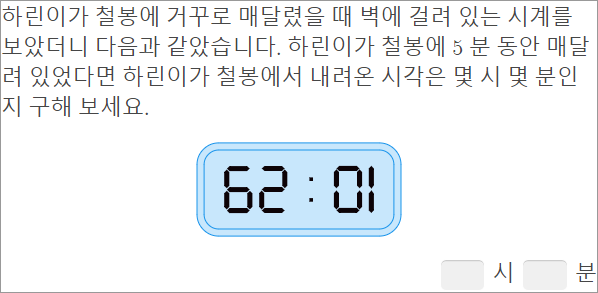 하린이가 철봉에 거꾸로 매달렸을 때 벽에 걸려 있는 시계를
보았더니 다음과 같았습니다. 하린이가 철봉에 5 분 동안 매달
려 있었다면 하린이가 철봉에서 내려온 시각은 몇 시 몇 분인
지 구해 보세요.
62:01
시 분